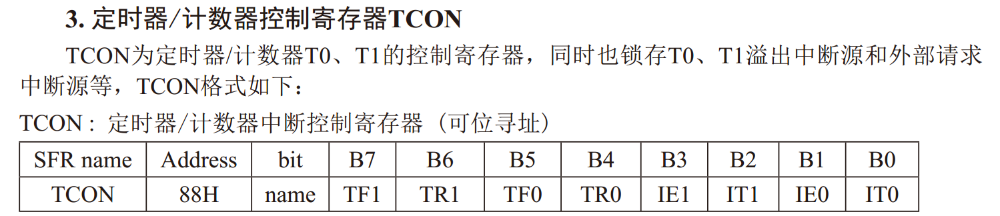 3. 定时器/计数器控制寄存器TCON
TCON为定时器/计数器T0、T1的控制寄存器，同时也锁存T0、T1溢出中断源和外部请求
中断源等，TCON格式如下：
TCON : 定时器/计数器中断控制寄存器 (可位寻址)
SFR name Address bit B7 B6 B5 B4 B3 B2 B1 B0
TCON 88H name TF1 TR1 TF0 TR0 IE1 IT1 IE0 IT0